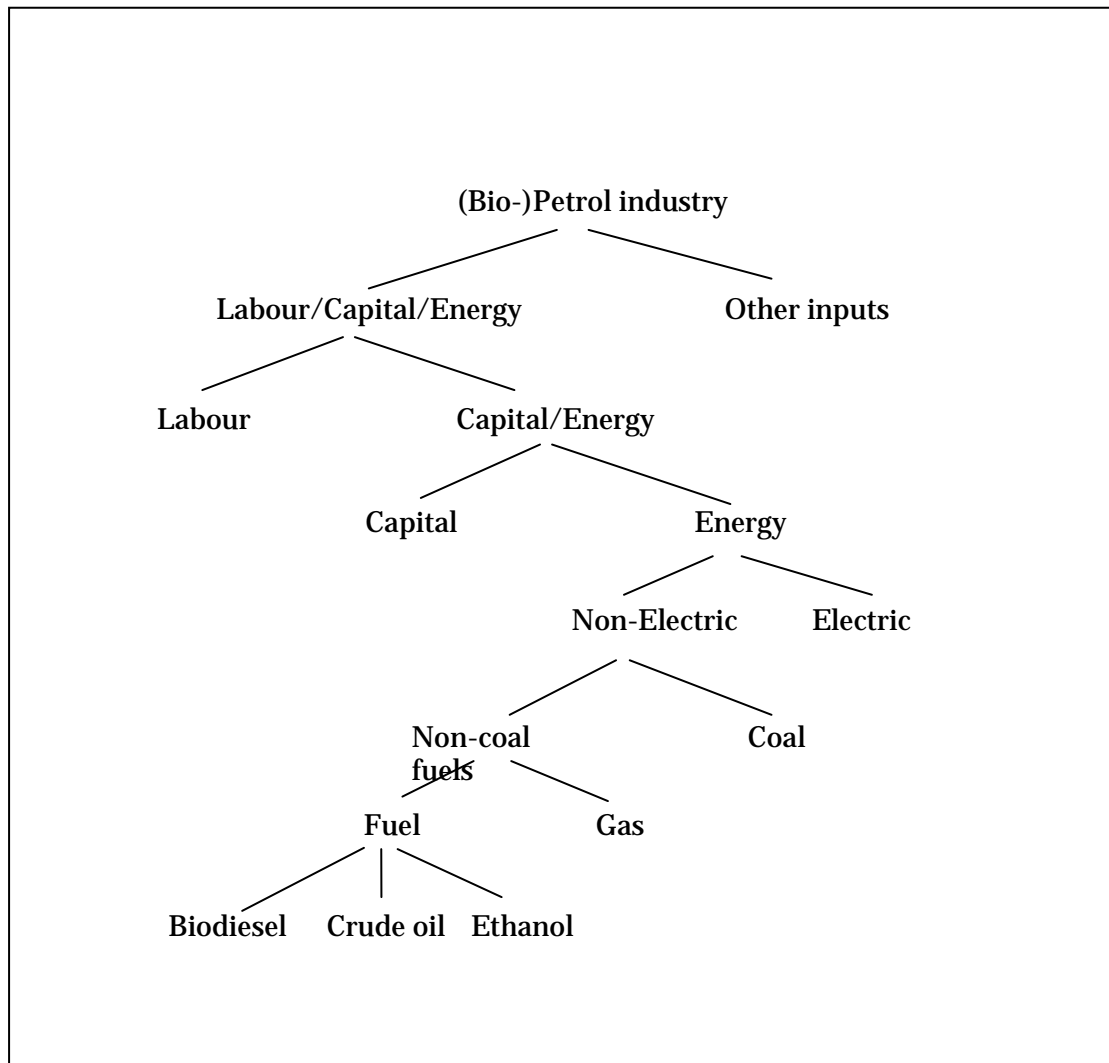 (Bio-)Petrol industry
Labour/Capital/Energy
Other inputs
Labour
Capital/Energy
Capital
Energy
Non-Electric
Electric
Non-coal
fuels
Coal
Fuel
Gas
Biodiesel
Crude oil
Ethanol